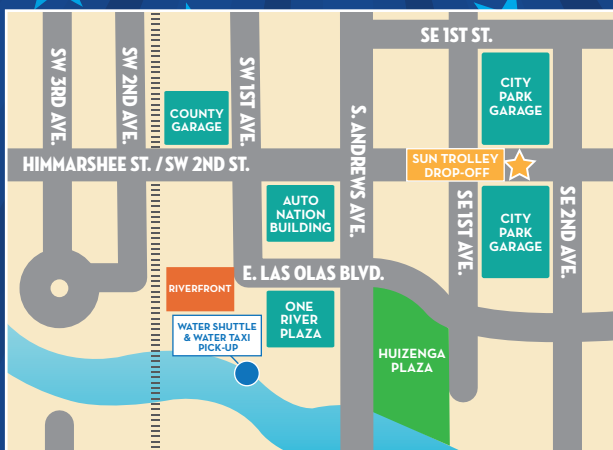 SE 1ST ST.
SW 3RD AVE.
SW 2ND AVE.
SW 1ST AVE.
S. ANDREWS AVE.
COUNTY
GARAGE
CITY
PARK
GARAGE
HIMMARSHEE ST. / SW 2ND ST.
SUN TROLLEY
DROP-OFF
AUTO
NATION
BUILDING
SE 1ST AVE.
CITY
PARK
GARAGE
SE 2ND AVE.
E. LAS OLAS BLVD.
RIVERFRONT
ONE
RIVER
PLAZA
WATER SHUTTLE
& WATER TAXI
PICK-UP
HUIZENGA
PLAZA